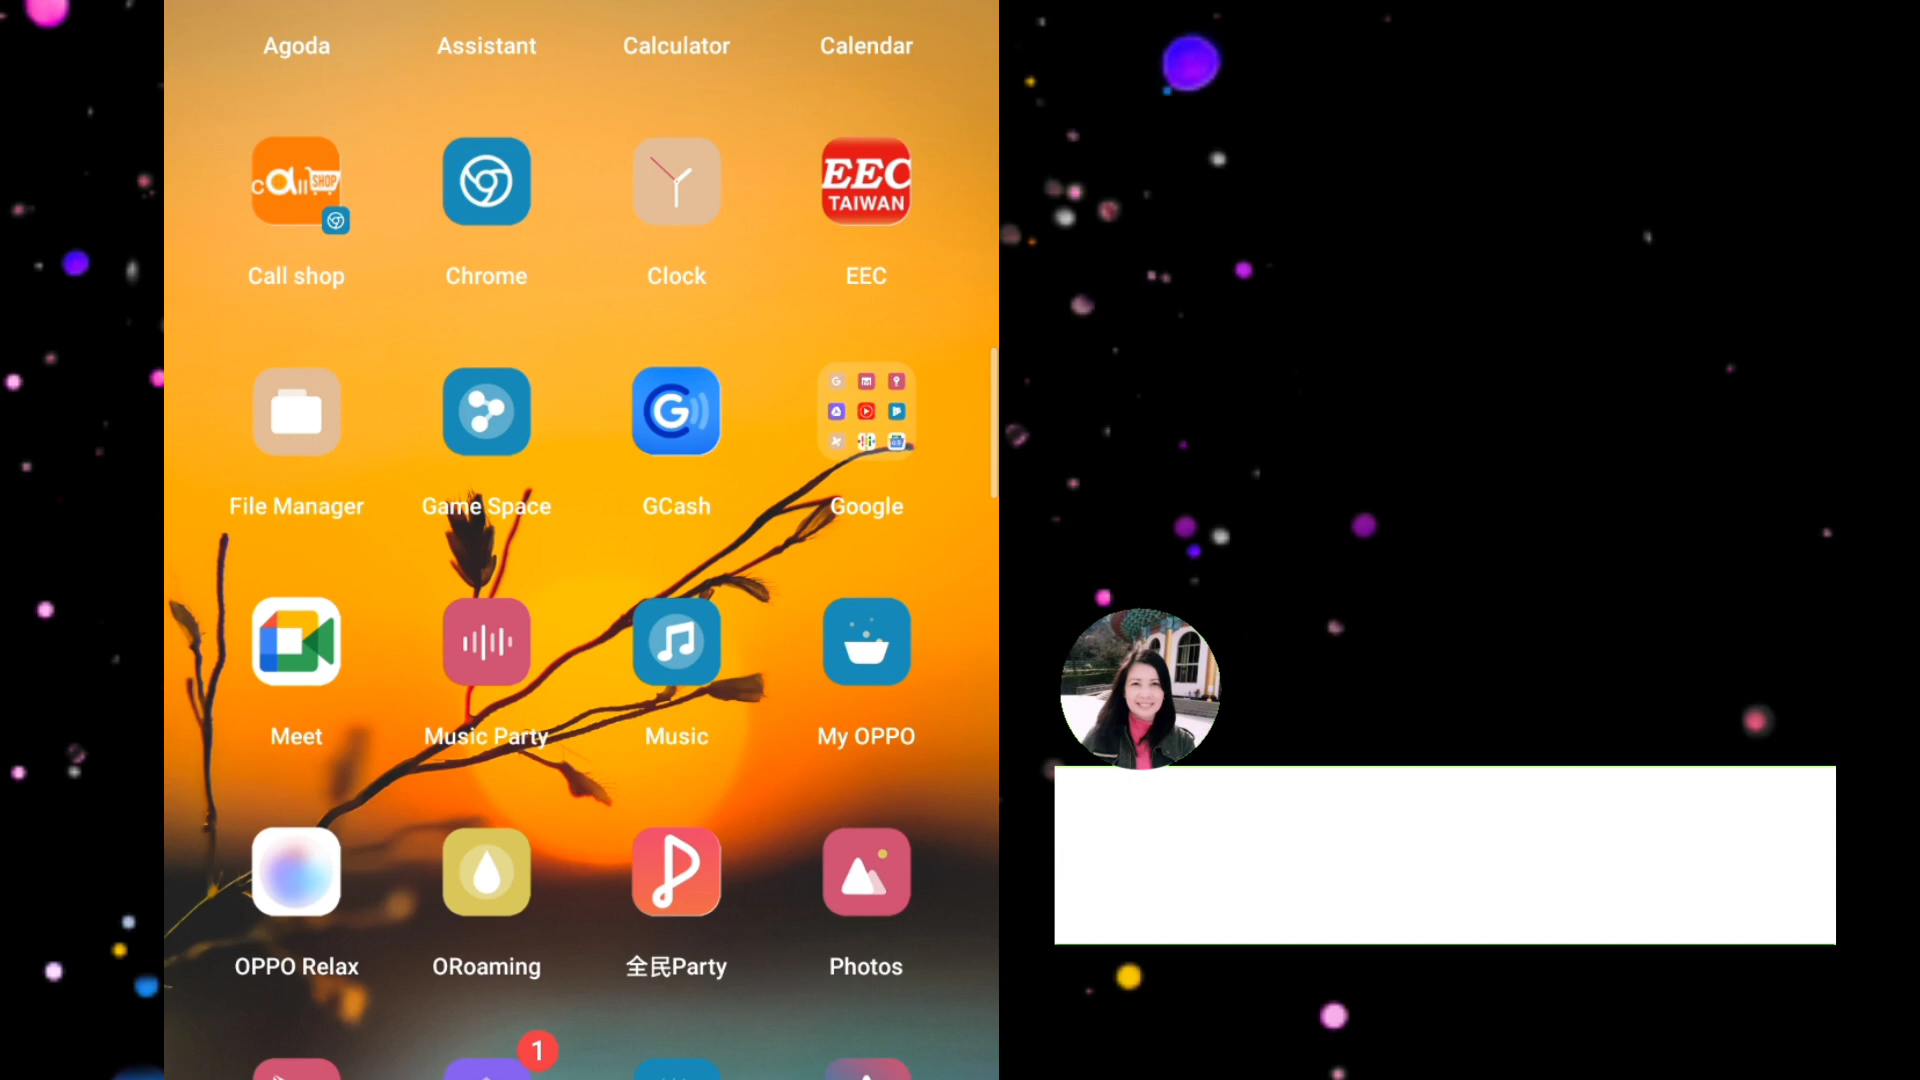 Agoda Assistant Calculator Calendar
call SHOP
EEC
TAIWAN
Call shop Chrome Clock EEC
G
File Manager Game Space GCash Google
Meet Music Party Music My OPPO
OPPO Relax ORoaming 全民Party Photos
1